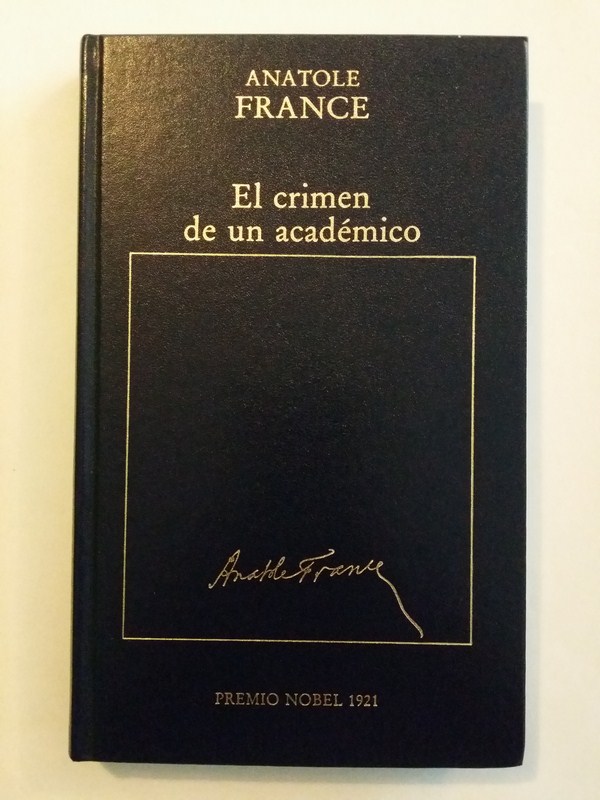 ANATOLE
FRANCE
El crimen
de un académico
Anatole France
PREMIO NOBEL 1921